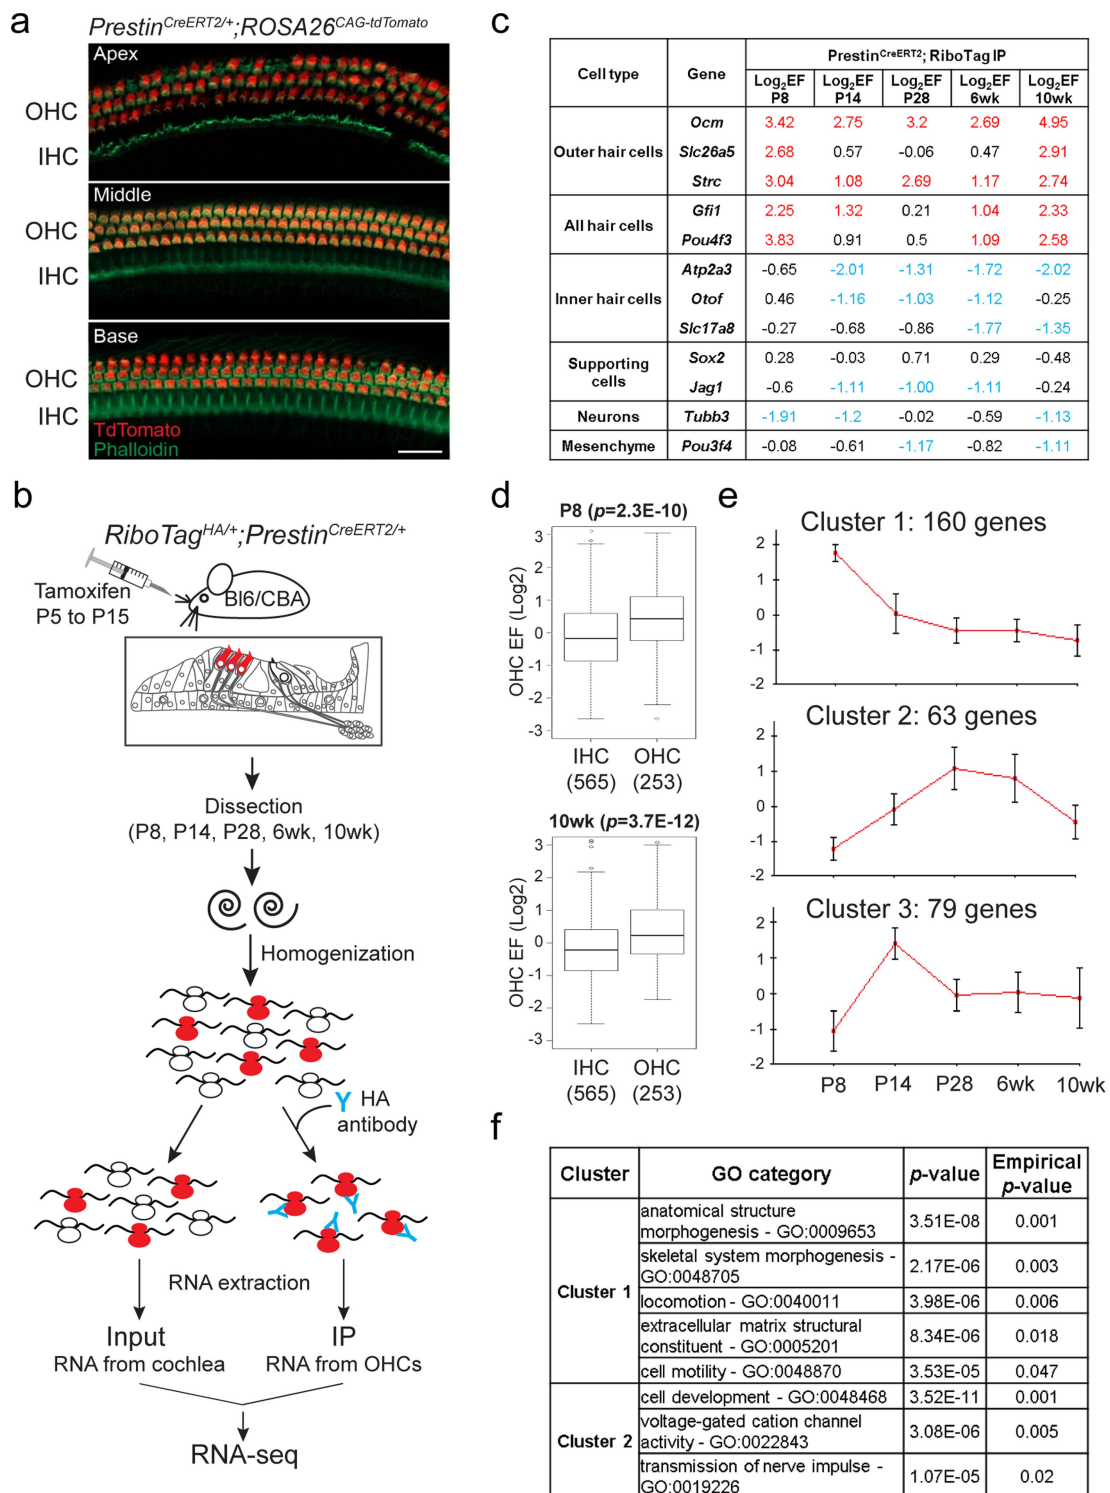 a
Prestin^CreERT2/+;ROSA26^CAG-tdTomato
Apex
OHC
IHC
Middle
OHC
IHC
Base
OHC
IHC
TdTomato
Phalloidin
b
RiboTag^HA/+;Prestin^CreERT2/+
Tamoxifen
P5 to P15
Bl6/CBA
Dissection
(P8, P14, P28, 6wk, 10wk)
Homogenization
HA
antibody
RNA extraction
Input
RNA from cochlea
IP
RNA from OHCs
RNA-seq
c
Cell type Gene Prestin^CreERT2; RiboTag IP
Log2EF P8 Log2EF P14 Log2EF P28 Log2EF 6wk Log2EF 10wk
Outer hair cells
Ocm 3.42 2.75 3.2 2.69 4.95
Slc26a5 2.68 0.57 -0.06 0.47 2.91
Strc 3.04 1.08 2.69 1.17 2.74
All hair cells
Gfi1 2.25 1.32 0.21 1.04 2.33
Pou4f3 3.83 0.91 0.5 1.09 2.58
Inner hair cells
Atp2a3 -0.65 -2.01 -1.31 -1.72 -2.02
Otof 0.46 -1.16 -1.03 -1.12 -0.25
Slc17a8 -0.27 -0.68 -0.86 -1.77 -1.35
Supporting
cells
Sox2 0.28 -0.03 0.71 0.29 -0.48
Jag1 -0.6 -1.11 -1.00 -1.11 -0.24
Neurons Tubb3 -1.91 -1.2 -0.02 -0.59 -1.13
Mesenchyme Pou3f4 -0.08 -0.61 -1.17 -0.82 -1.11
d
P8 (p=2.3E-10)
OHC EF (Log2)
3
2
1
0
-1
-2
-3
IHC OHC
(565) (253)
10wk (p=3.7E-12)
OHC EF (Log2)
3
2
1
0
-1
-2
-3
IHC OHC
(565) (253)
e
Cluster 1: 160 genes
2
1
0
-1
-2
Cluster 2: 63 genes
2
1
0
-1
-2
Cluster 3: 79 genes
2
1
0
-1
-2
P8 P14 P28 6wk 10wk
f
Cluster GO category p-value Empirical
p-value
Cluster 1
anatomical structure
morphogenesis - GO:0009653 3.51E-08 0.001
skeletal system morphogenesis -
GO:0048705 2.17E-06 0.003
locomotion - GO:0040011 3.98E-06 0.006
extracellular matrix structural
constituent - GO:0005201 8.34E-06 0.018
cell motility - GO:0048870 3.53E-05 0.047
Cluster 2
cell development - GO:0048468 3.52E-11 0.001
voltage-gated cation channel
activity - GO:0022843 3.08E-06 0.005
transmission of nerve impulse -
GO:0019226 1.07E-05 0.02